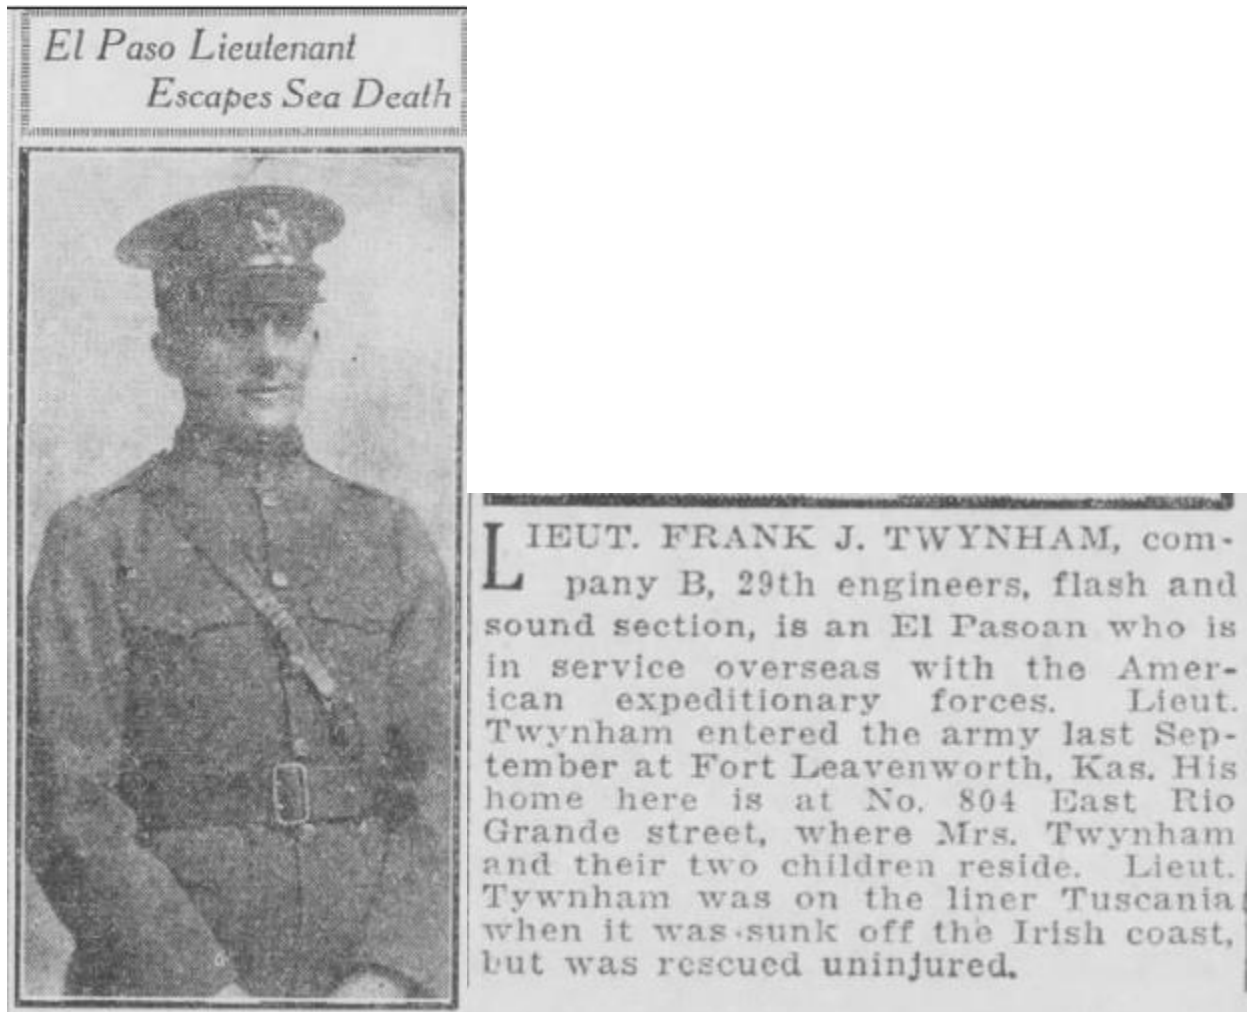 El Paso Lieutenant
Escapes Sea Death
LIEUT. FRANK J. TWYNHAM, com-
pany B, 29th engineers, flash and
sound section, is an El Pasoan who is
in service overseas with the Amer-
ican expeditionary forces. Lieut.
Twynham entered the army last Sep-
tember at Fort Leavenworth, Kas. His
home here is at No. 804 East Rio
Grande street, where Mrs. Twynham
and their two children reside. Lieut.
Tywnham was on the liner Tuscania
when it was sunk off the Irish coast,
but was rescued uninjured.